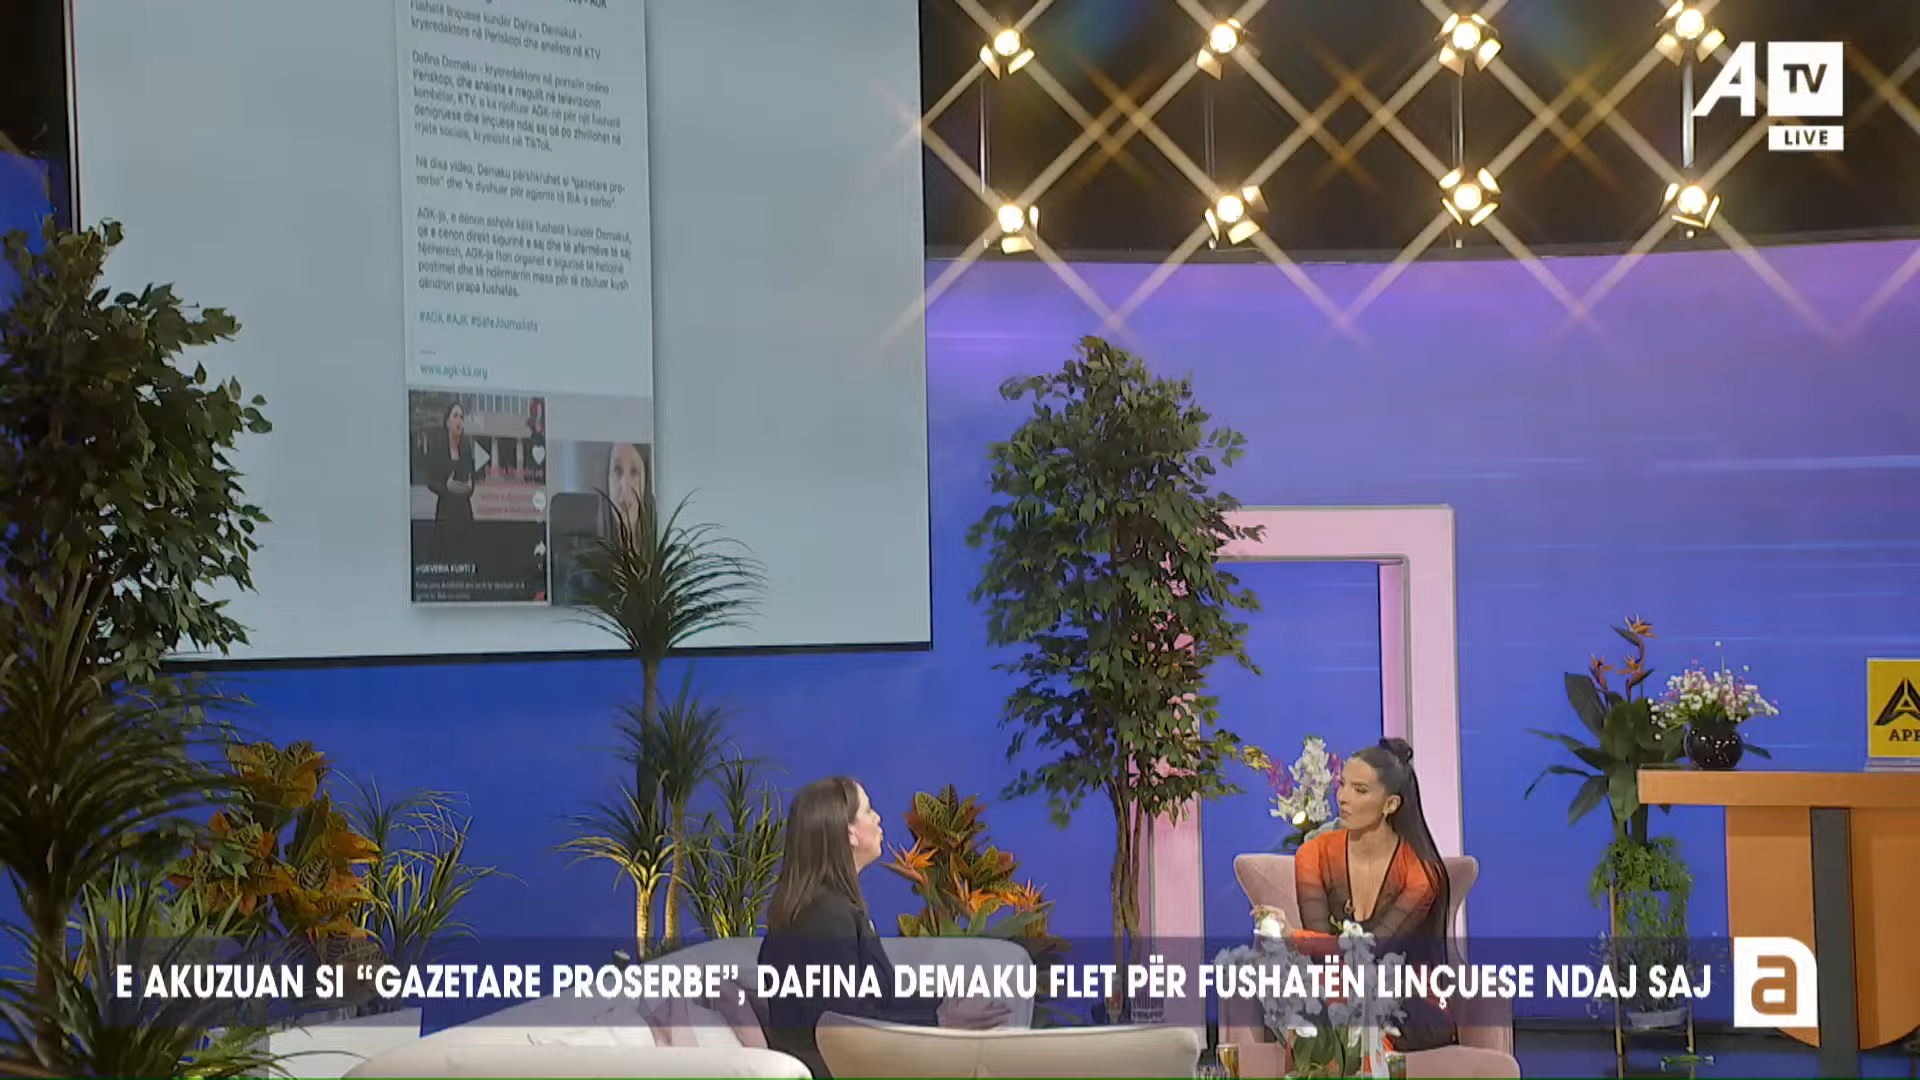 Fushatë linçuese kundër Dafina Demakut -
kryeredaktore në Periskopi dhe analiste në KTV
Dafina Demaku - kryeredaktore në portalin online
Periskopi, dhe analiste e rregullt në televizionin
kombëtar, KTV, e ka njoftuar AGK-në për një fushatë
denigruese dhe linçuese ndaj saj që po zhvillohet në
rrjete sociale, kryesisht në TikTok.
Në disa video, Demaku përshkruhet si "gazetare pro-
serbe" dhe "e dyshuar për agjente të BIA-s serbe".
AGK-ja, e dënon ashpër këtë fushatë kundër Demakut,
që e cenon direkt sigurinë e saj dhe të afërmëve të saj.
Njëherësh, AGK-ja fton organet e sigurisë të hetojnë
postimet dhe të ndërmarrin masa për të zbuluar kush
qëndron prapa fushatës.
#AGK #AJK #SafeJournalists
www.agk-ks.org
#QEVERIA KURTI 2
A TV
LIVE
E AKUZUAN SI “GAZETARE PROSERBE”, DAFINA DEMAKU FLET PËR FUSHATËN LINÇUESE NDAJ SAJ
a